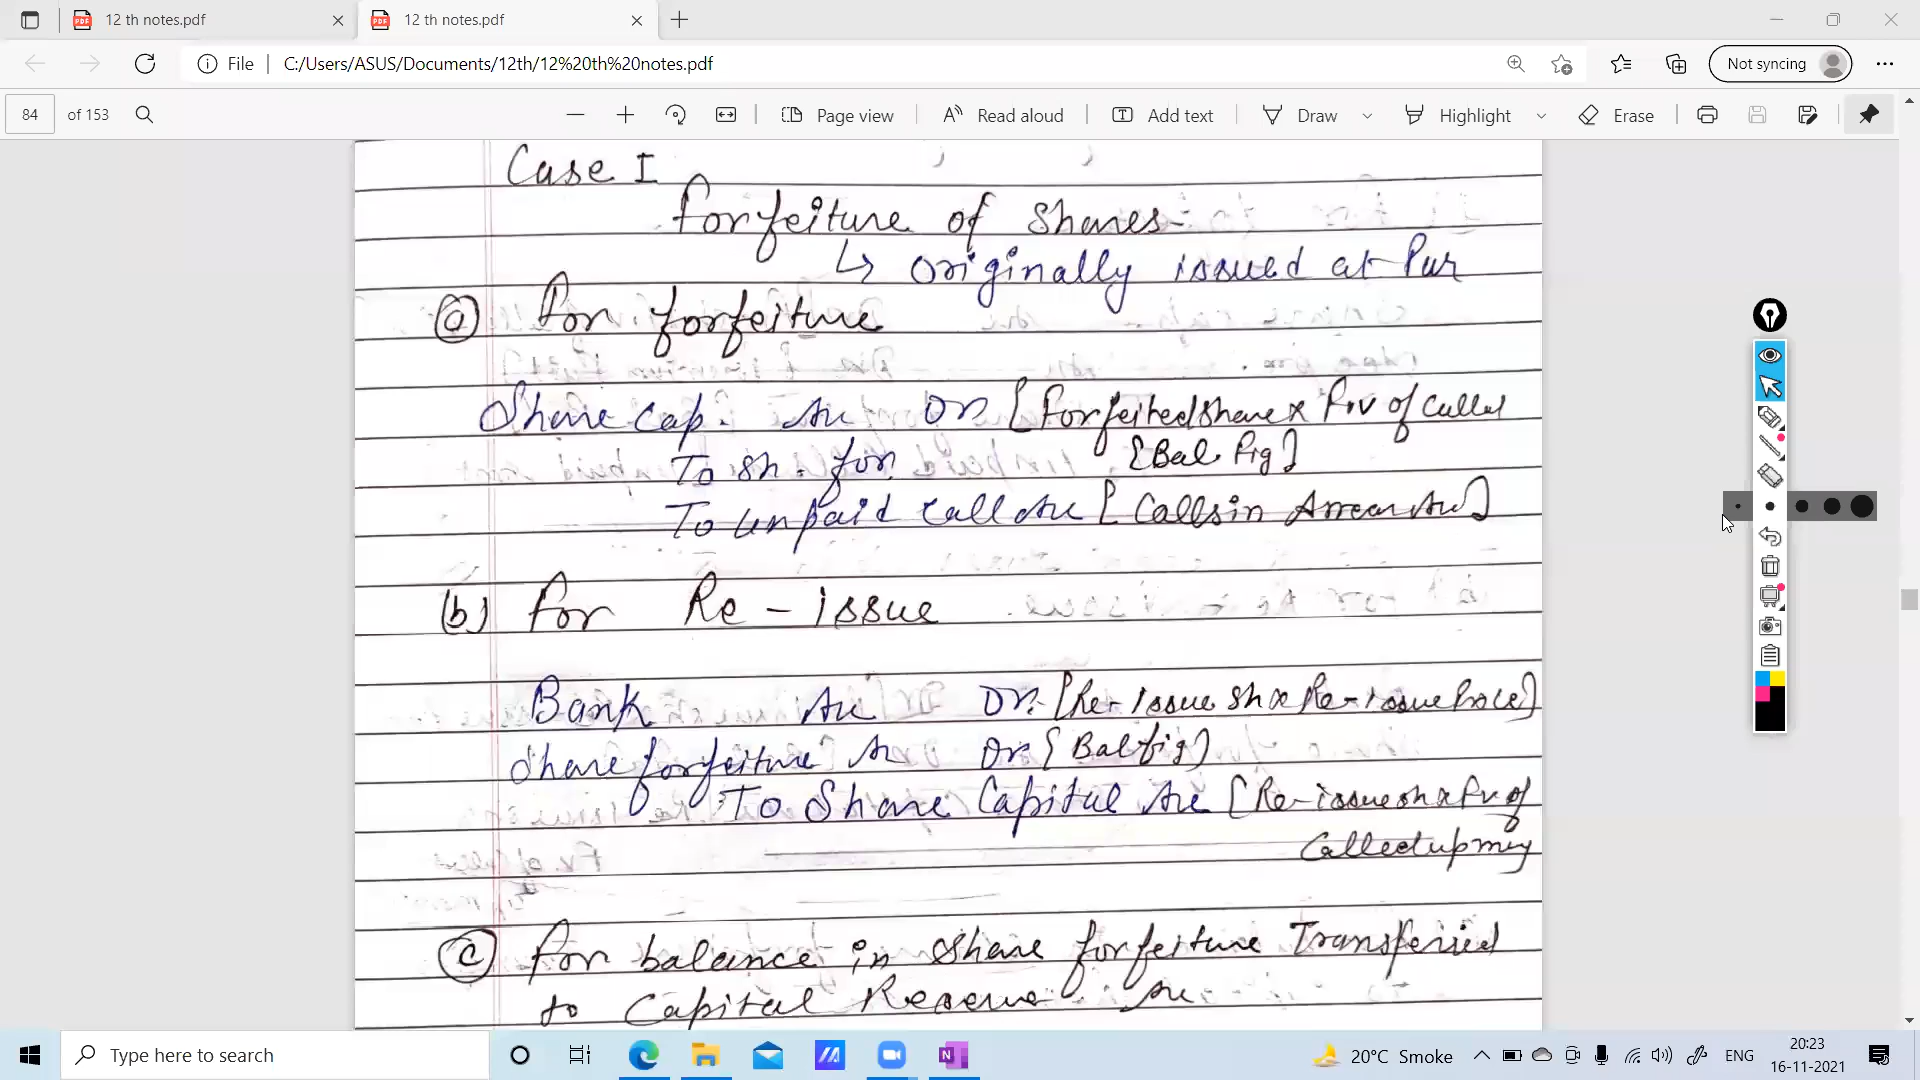 12 th notes.pdf
12 th notes.pdf
File
C:/Users/ASUS/Documents/12th/12%20th%20notes.pdf
Not syncing
84 of 153
Page view
Read aloud
Add text
Draw
Highlight
Erase
Case I
forfeiture of shares
↳ originally issued at Par
(a) for forfeiture
Share Cap. A/c Dr [forfeited share x F.v of Called
To sh. for. [Bal. fig]
To unpaid Call A/c [Calls in Arrear A/c]
(b) for Re-issue
Bank A/c Dr. [Re-issue sh x Re-issue Price]
Share forfeiture A/c Dr [Bal fig]
To Share Capital A/c [Re-issue sh x Fv of
Called up mny
(c) for balance in share forfeiture Transferred
to Capital Reserve A/c
Type here to search
20°C Smoke
ENG
20:23
16-11-2021